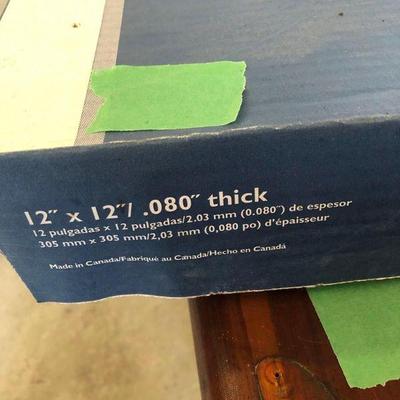 12" x 12"/ .080" thick
12 pulgadas x 12 pulgadas/2.03 mm (0.080") de espesor
305 mm x 305 mm/2,03 mm (0,080 po) d'épaisseur
Made in Canada/Fabriqué au Canada/Hecho en Canadá